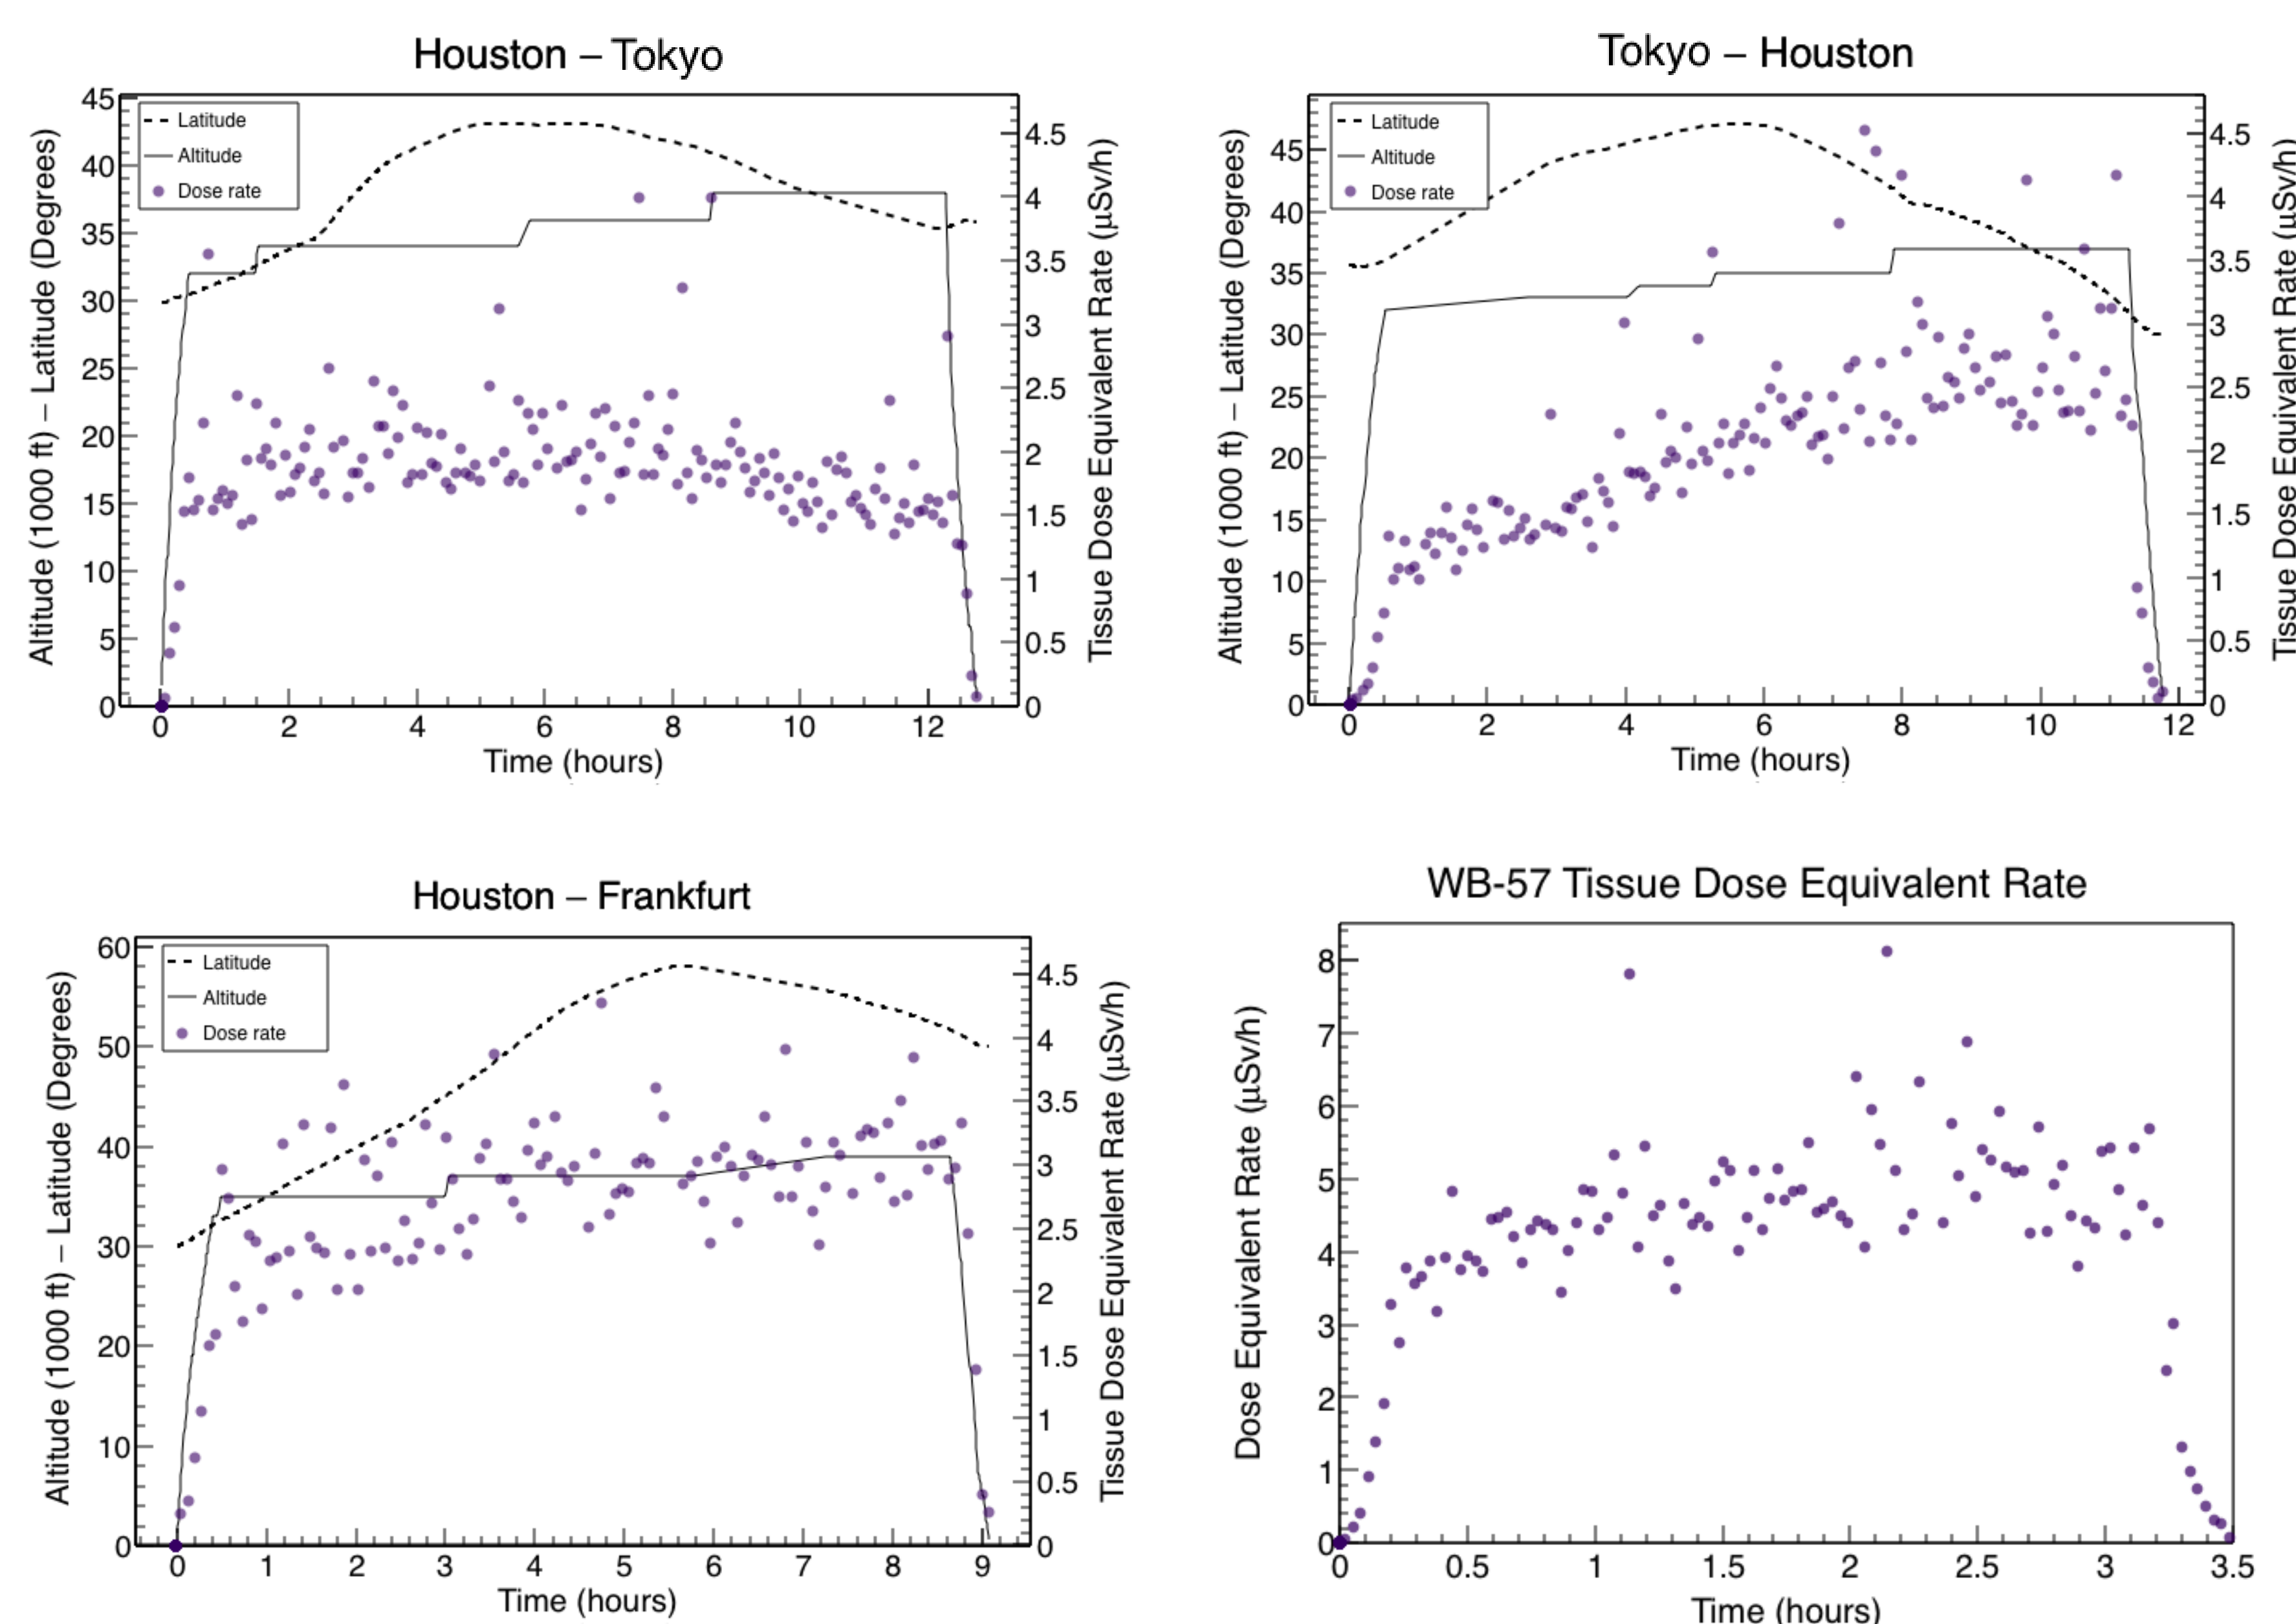 Houston – Tokyo
Latitude
Altitude
Dose rate
Altitude (1000 ft) – Latitude (Degrees)
45
40
35
30
25
20
15
10
5
0
4.5
4
3.5
3
2.5
2
1.5
1
0.5
0
Tissue Dose Equivalent Rate (μSv/h)
0 2 4 6 8 10 12
Time (hours)
Tokyo – Houston
Latitude
Altitude
Dose rate
Altitude (1000 ft) – Latitude (Degrees)
45
40
35
30
25
20
15
10
5
0
4.5
4
3.5
3
2.5
2
1.5
1
0.5
0
Tissue Dose Equivalent Rate (μSv/h)
0 2 4 6 8 10 12
Time (hours)
Houston – Frankfurt
Latitude
Altitude
Dose rate
Altitude (1000 ft) – Latitude (Degrees)
60
50
40
30
20
10
0
4.5
4
3.5
3
2.5
2
1.5
1
0.5
0
Tissue Dose Equivalent Rate (μSv/h)
0 1 2 3 4 5 6 7 8 9
Time (hours)
WB-57 Tissue Dose Equivalent Rate
Dose Equivalent Rate (μSv/h)
8
7
6
5
4
3
2
1
0
0 0.5 1 1.5 2 2.5 3 3.5
Time (hours)